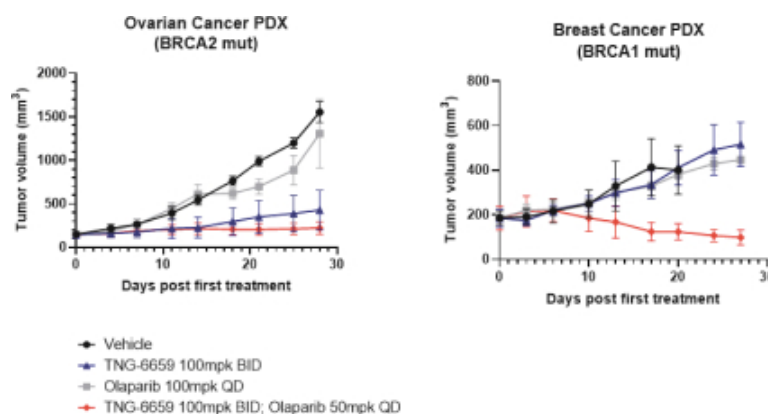 Ovarian Cancer PDX
(BRCA2 mut)
Tumor volume (mm³)
2000
1500
1000
500
0
0 10 20 30
Days post first treatment
Breast Cancer PDX
(BRCA1 mut)
Tumor volume (mm³)
800
600
400
200
0
0 10 20 30
Days post first treatment
Vehicle
TNG-6659 100mpk BID
Olaparib 100mpk QD
TNG-6659 100mpk BID; Olaparib 50mpk QD